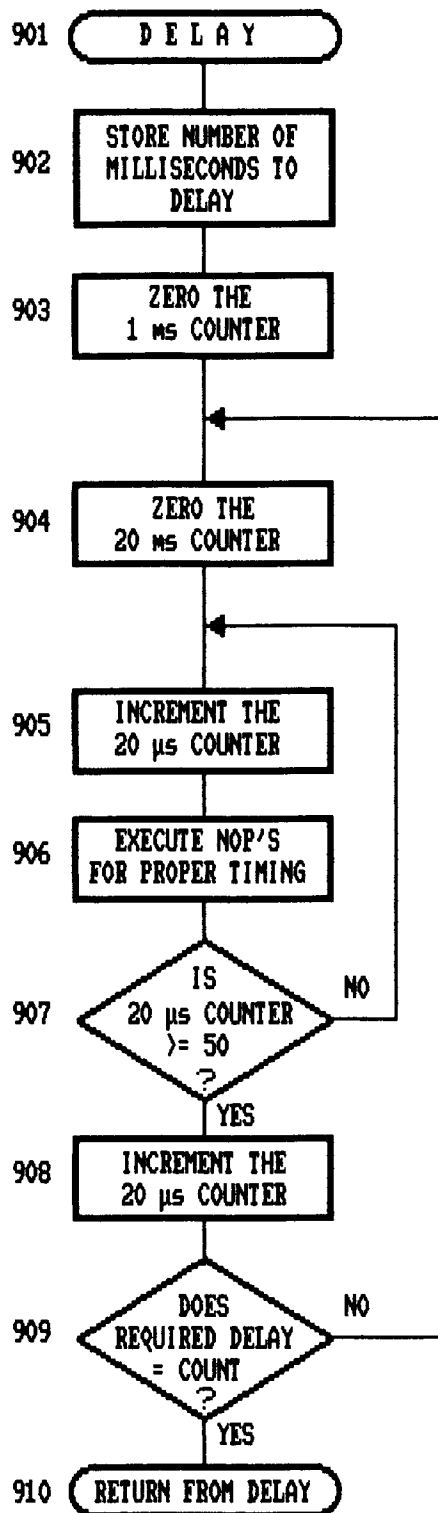 901 DELAY
902 STORE NUMBER OF
MILLISECONDS TO
DELAY
903 ZERO THE
1 ms COUNTER
904 ZERO THE
20 ms COUNTER
905 INCREMENT THE
20 µs COUNTER
906 EXECUTE NOP'S
FOR PROPER TIMING
907 IS
20 µs COUNTER
>= 50
?
NO
YES
908 INCREMENT THE
20 µs COUNTER
909 DOES
REQUIRED DELAY
= COUNT
?
NO
YES
910 RETURN FROM DELAY